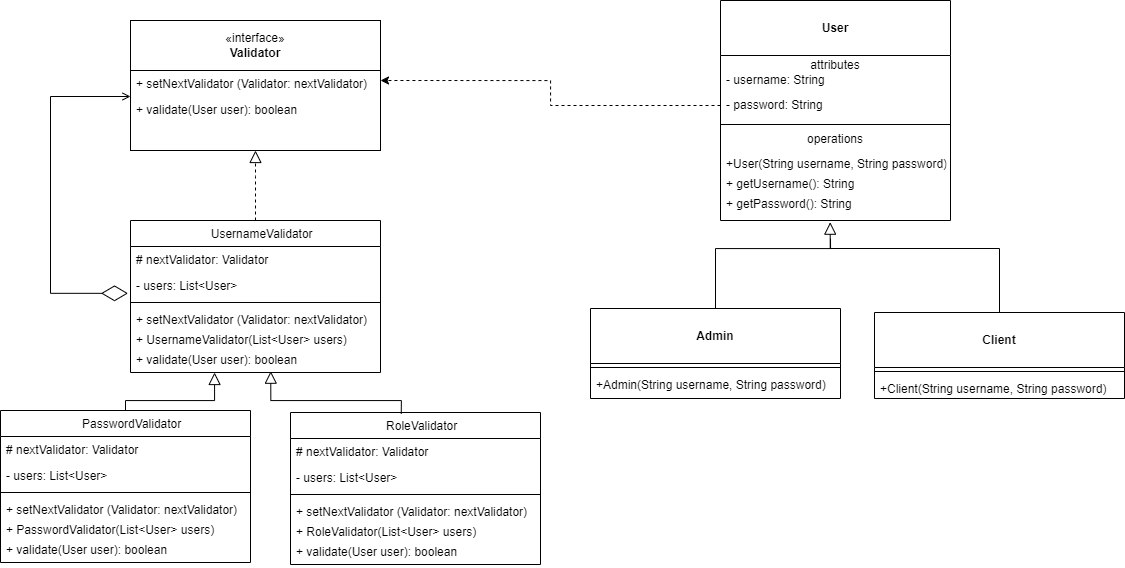 «interface»
Validator
+ setNextValidator (Validator: nextValidator)
+ validate(User user): boolean
User
attributes
- username: String
- password: String
operations
+User(String username, String password)
+ getUsername(): String
+ getPassword(): String
UsernameValidator
# nextValidator: Validator
- users: List<User>
+ setNextValidator (Validator: nextValidator)
+ UsernameValidator(List<User> users)
+ validate(User user): boolean
Admin
+Admin(String username, String password)
Client
+Client(String username, String password)
PasswordValidator
# nextValidator: Validator
- users: List<User>
+ setNextValidator (Validator: nextValidator)
+ PasswordValidator(List<User> users)
+ validate(User user): boolean
RoleValidator
# nextValidator: Validator
- users: List<User>
+ setNextValidator (Validator: nextValidator)
+ RoleValidator(List<User> users)
+ validate(User user): boolean